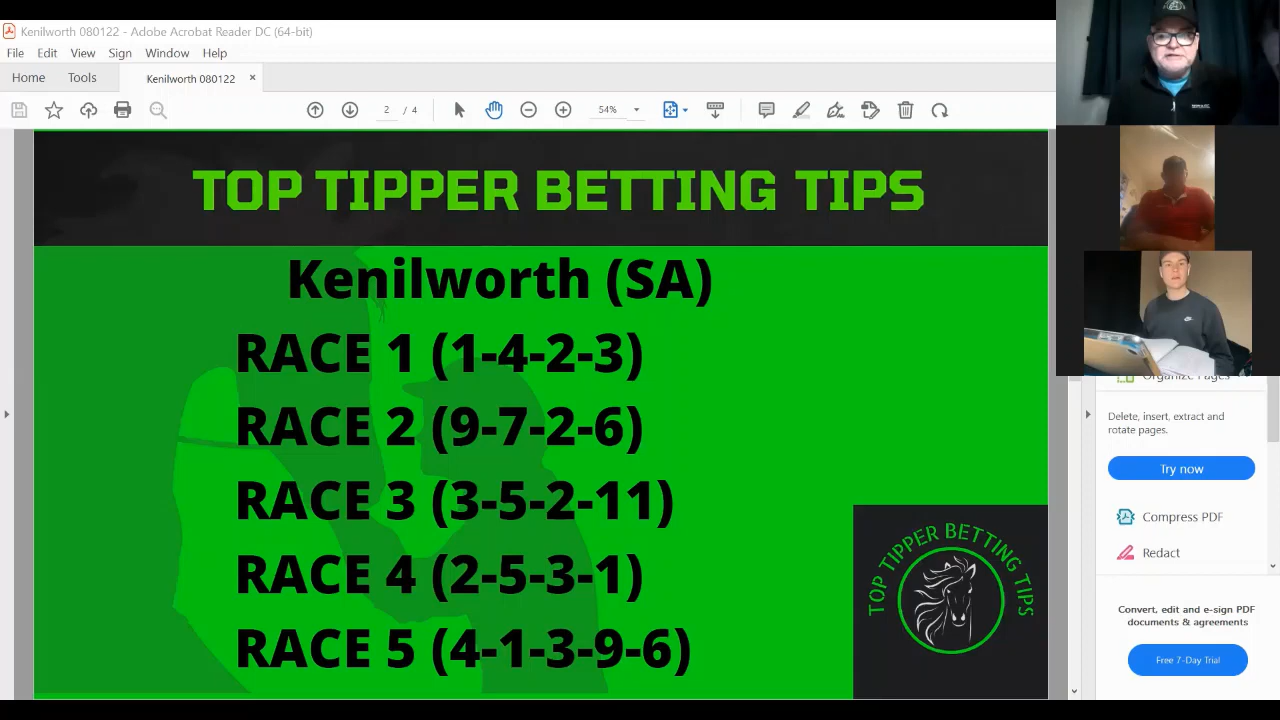 Kenilworth 080122 - Adobe Acrobat Reader DC (64-bit)
File Edit View Sign Window Help
Home Tools Kenilworth 080122 ×
2 / 4 54%
TOP TIPPER BETTING TIPS
Kenilworth (SA)
RACE 1 (1-4-2-3)
RACE 2 (9-7-2-6)
RACE 3 (3-5-2-11)
RACE 4 (2-5-3-1)
RACE 5 (4-1-3-9-6)
TOP TIPPER BETTING TIPS
Organize Pages
Delete, insert, extract and
rotate pages.
Try now
Compress PDF
Redact
Convert, edit and e-sign PDF
documents & agreements
Free 7-Day Trial